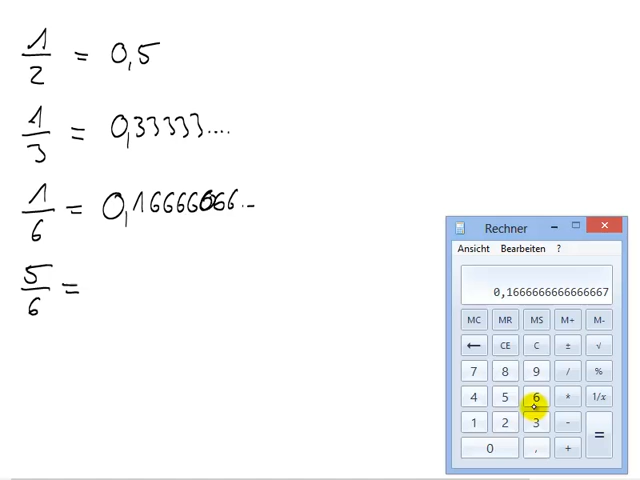 1/2 = 0,5
1/3 = 0,33333....
1/6 = 0,16666666...
5/6 =
Rechner
Ansicht Bearbeiten ?
0,1666666666666667
MC MR MS M+ M-
← CE C ± √
7 8 9 / %
4 5 6 * 1/x
1 2 3 - =
0 , +